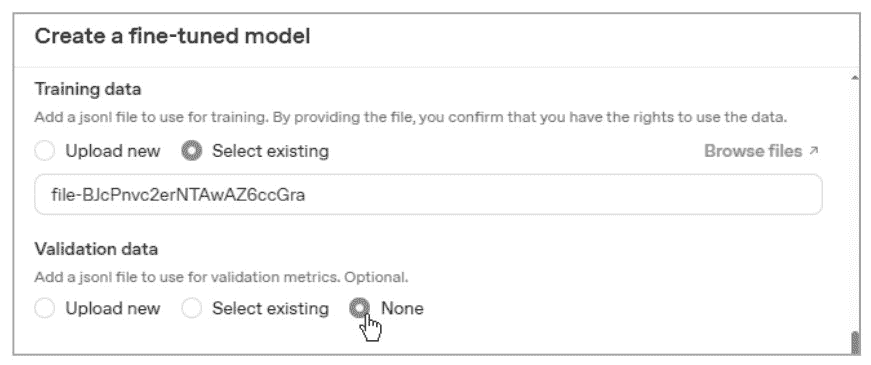 Create a fine-tuned model
Training data
Add a jsonl file to use for training. By providing the file, you confirm that you have the rights to use the data.
Upload new Select existing Browse files ↗
file-BJcPnvc2erNTAwAZ6ccGra
Validation data
Add a jsonl file to use for validation metrics. Optional.
Upload new Select existing None